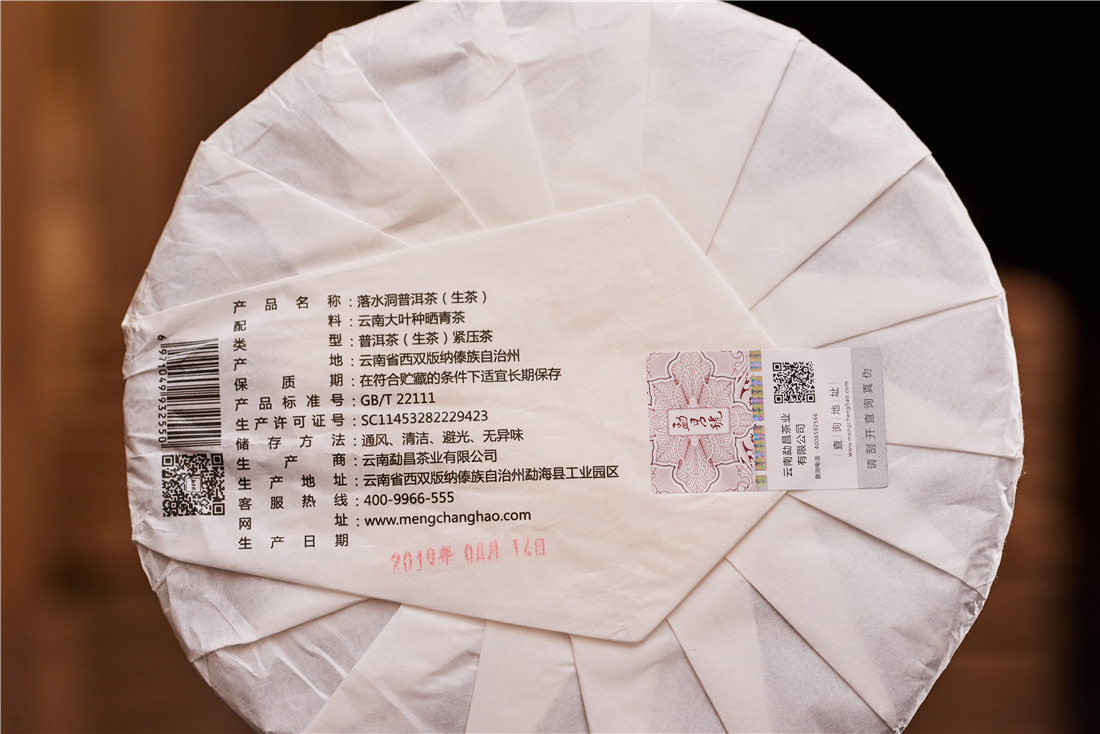 产品名称：落水洞普洱茶（生茶）
配料：云南大叶种晒青茶
类型：普洱茶（生茶）紧压茶
产地：云南省西双版纳傣族自治州
保质期：在符合贮藏的条件下适宜长期保存
产品标准号：GB/T 22111
生产许可证号：SC11453282229423
储存方法：通风、清洁、避光、无异味
生产商：云南勐昌茶业有限公司
生产地址：云南省西双版纳傣族自治州勐海县工业园区
客服热线：400-9966-555
网址：www.mengchanghao.com
生产日期
勐昌號
云南勐昌茶业
有限公司
查询电话：4006592566
查询地址
www.mengchanghao.com
请刮开查询真伪